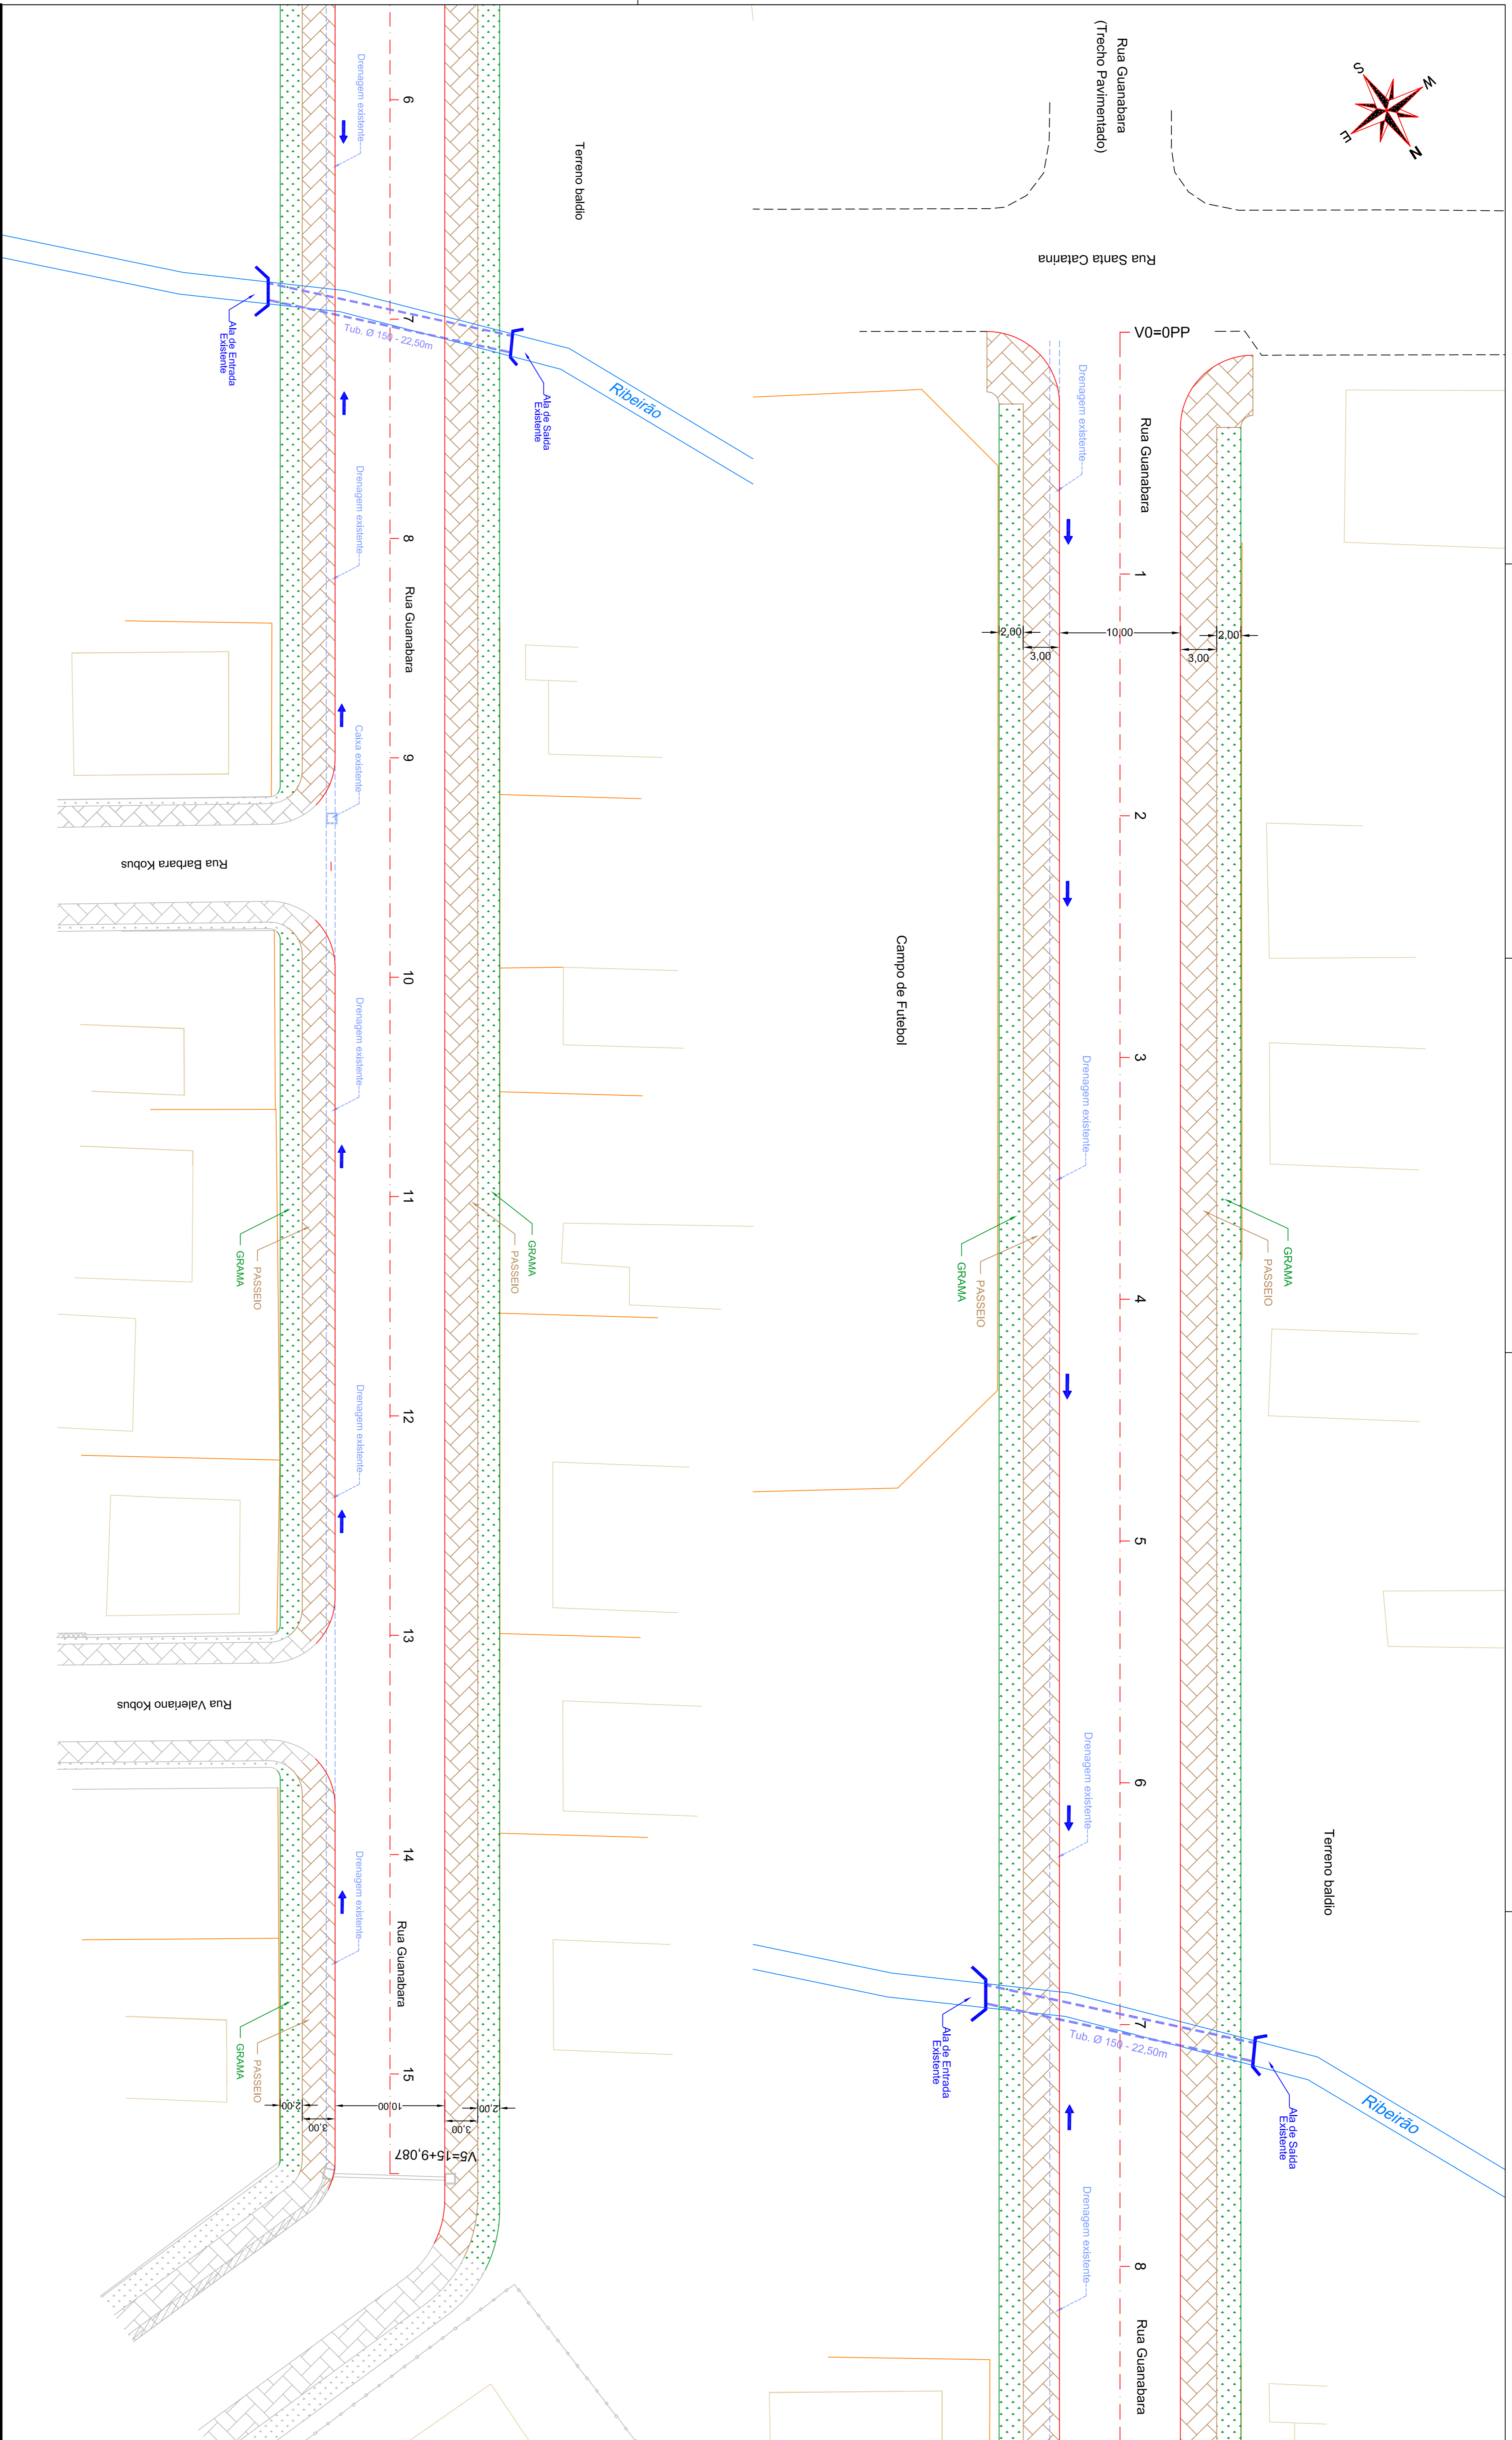 S
W
E
N
Rua Guanabara
(Trecho Pavimentado)
Rua Santa Catarina
V0=0PP
Drenagem existente
Rua Guanabara
1
2,00
3,00
10,00
3,00
2,00
2
Campo de Futebol
3
Drenagem existente
GRAMA
PASSEIO
GRAMA
PASSEIO
4
5
Drenagem existente
6
Terreno baldio
7
Tub. Ø 150 - 22,50m
Ala de Entrada
Existente
Ala de Saída
Existente
Ribeirão
Drenagem existente
8
Rua Guanabara
Drenagem existente
6
Terreno baldio
7
Tub. Ø 150 - 22,50m
Ala de Entrada
Existente
Ala de Saída
Existente
Ribeirão
Drenagem existente
8
Rua Guanabara
Caixa existente
9
Rua Barbara Kobus
10
Drenagem existente
11
GRAMA
PASSEIO
GRAMA
PASSEIO
12
Drenagem existente
13
Rua Valeriano Kobus
14
Drenagem existente
Rua Guanabara
GRAMA
PASSEIO
15
2,00
3,00
10,00
3,00
2,00
V5=15+9,087